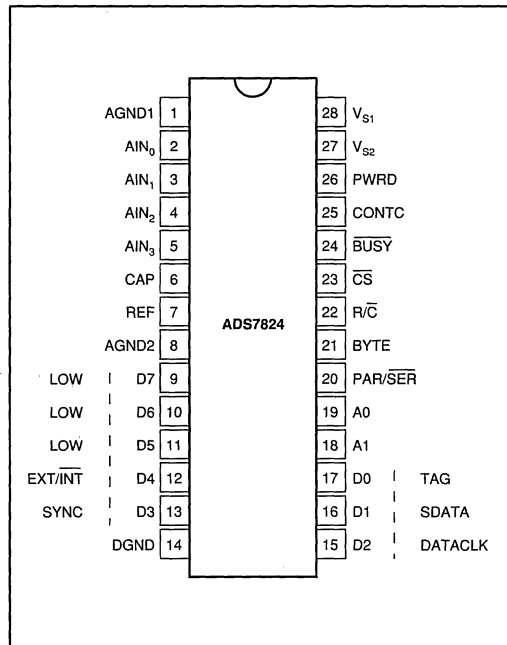 AGND1 1 28 VS1
AIN0 2 27 VS2
AIN1 3 26 PWRD
AIN2 4 25 CONTC
AIN3 5 24 BUSY
CAP 6 23 CS
REF 7 22 R/C
ADS7824
AGND2 8 21 BYTE
LOW D7 9 20 PAR/SER
LOW D6 10 19 A0
LOW D5 11 18 A1
EXT/INT D4 12 17 D0 TAG
SYNC D3 13 16 D1 SDATA
DGND 14 15 D2 DATACLK